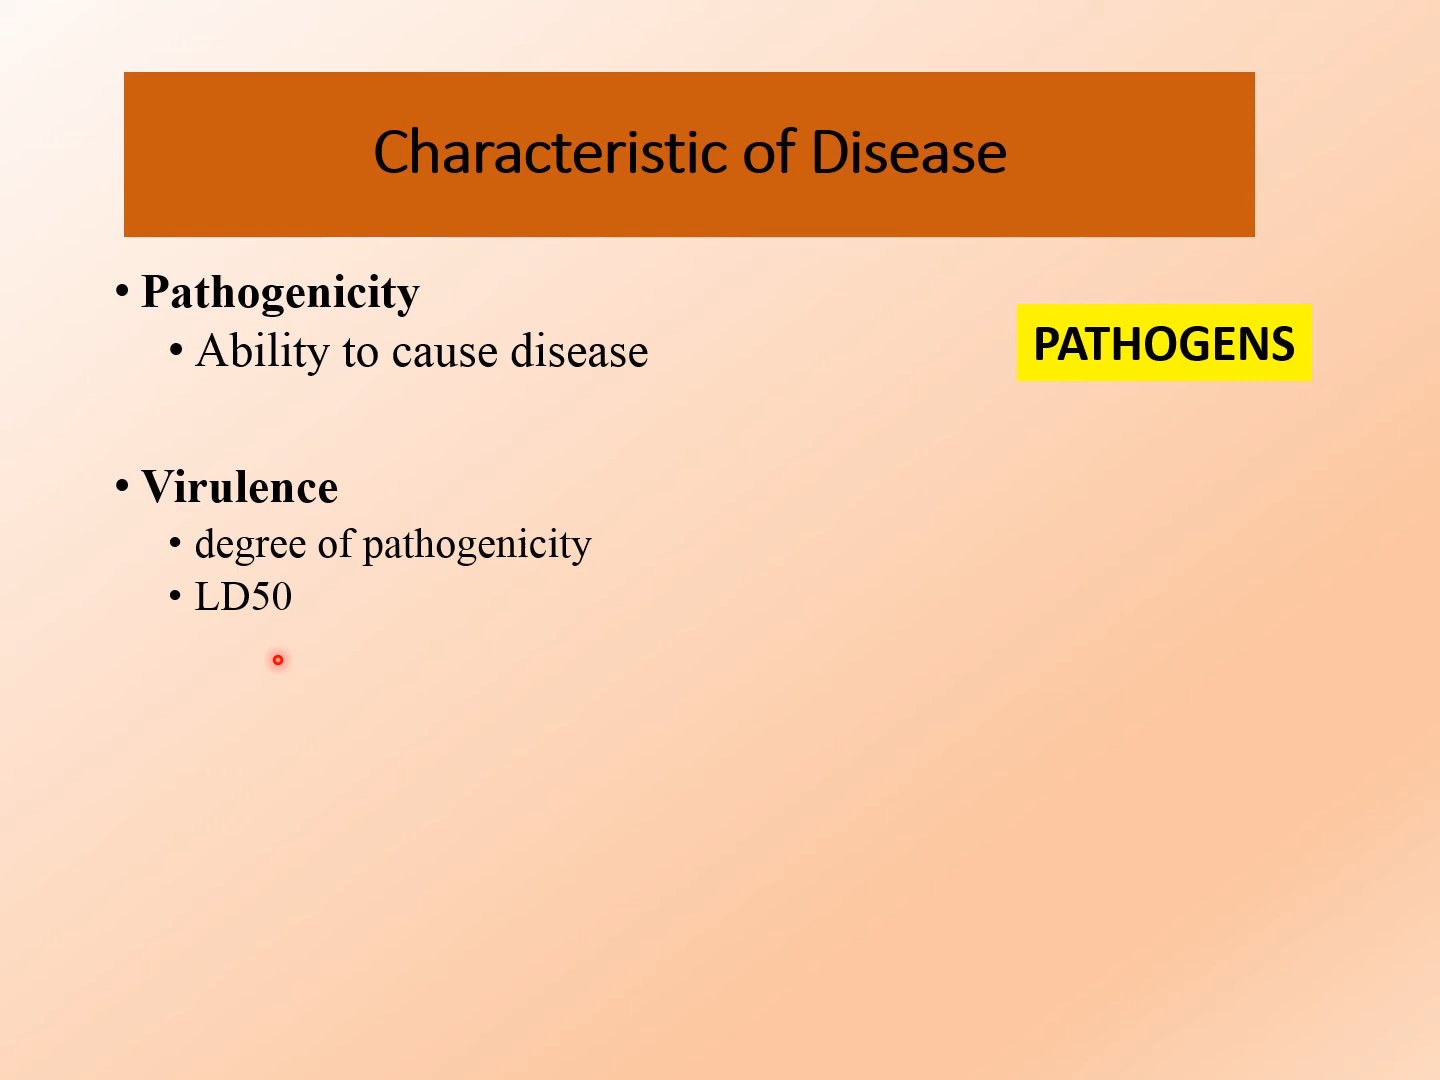 Characteristic of Disease
• Pathogenicity
• Ability to cause disease
PATHOGENS
• Virulence
• degree of pathogenicity
• LD50